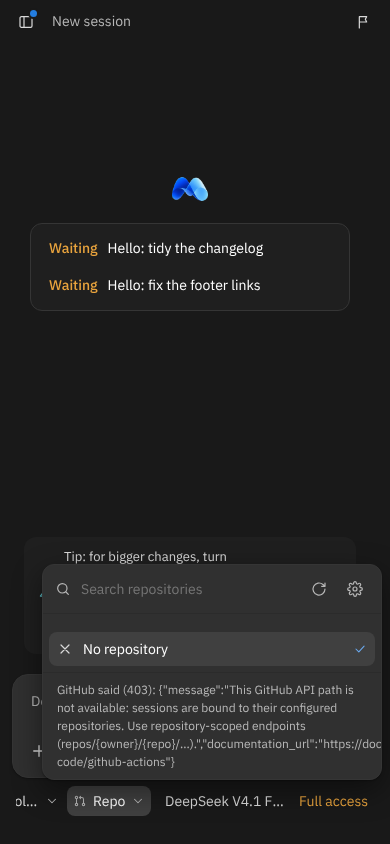 New session
Waiting Hello: tidy the changelog
Waiting Hello: fix the footer links
Tip: for bigger changes, turn
Search repositories
No repository
GitHub said (403): {"message":"This GitHub API path is
not available: sessions are bound to their configured
repositories. Use repository-scoped endpoints
(repos/{owner}/{repo}/...).","documentation_url":"https://doc
code/github-actions"}
ol... Repo DeepSeek V4.1 F... Full access